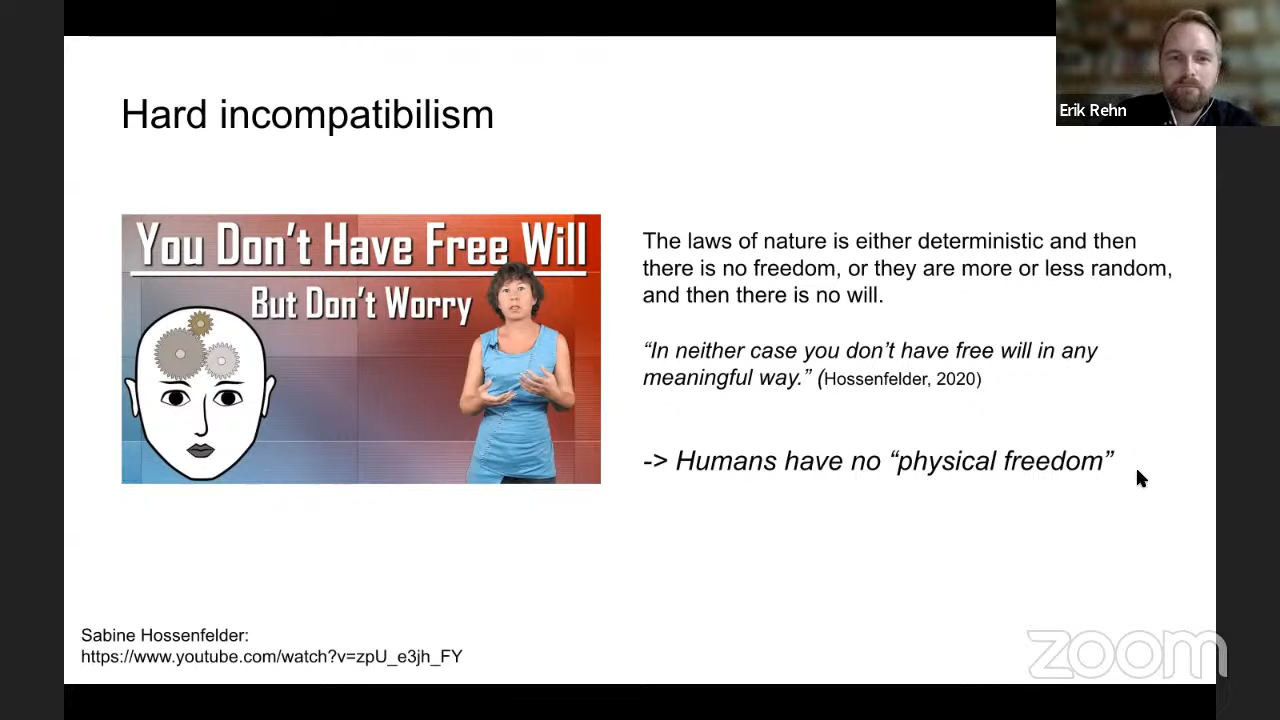 Erik Rehn
Hard incompatibilism
You Don't Have Free Will
But Don't Worry
The laws of nature is either deterministic and then
there is no freedom, or they are more or less random,
and then there is no will.
“In neither case you don’t have free will in any
meaningful way.” (Hossenfelder, 2020)
-> Humans have no “physical freedom”
Sabine Hossenfelder:
https://www.youtube.com/watch?v=zpU_e3jh_FY
zoom